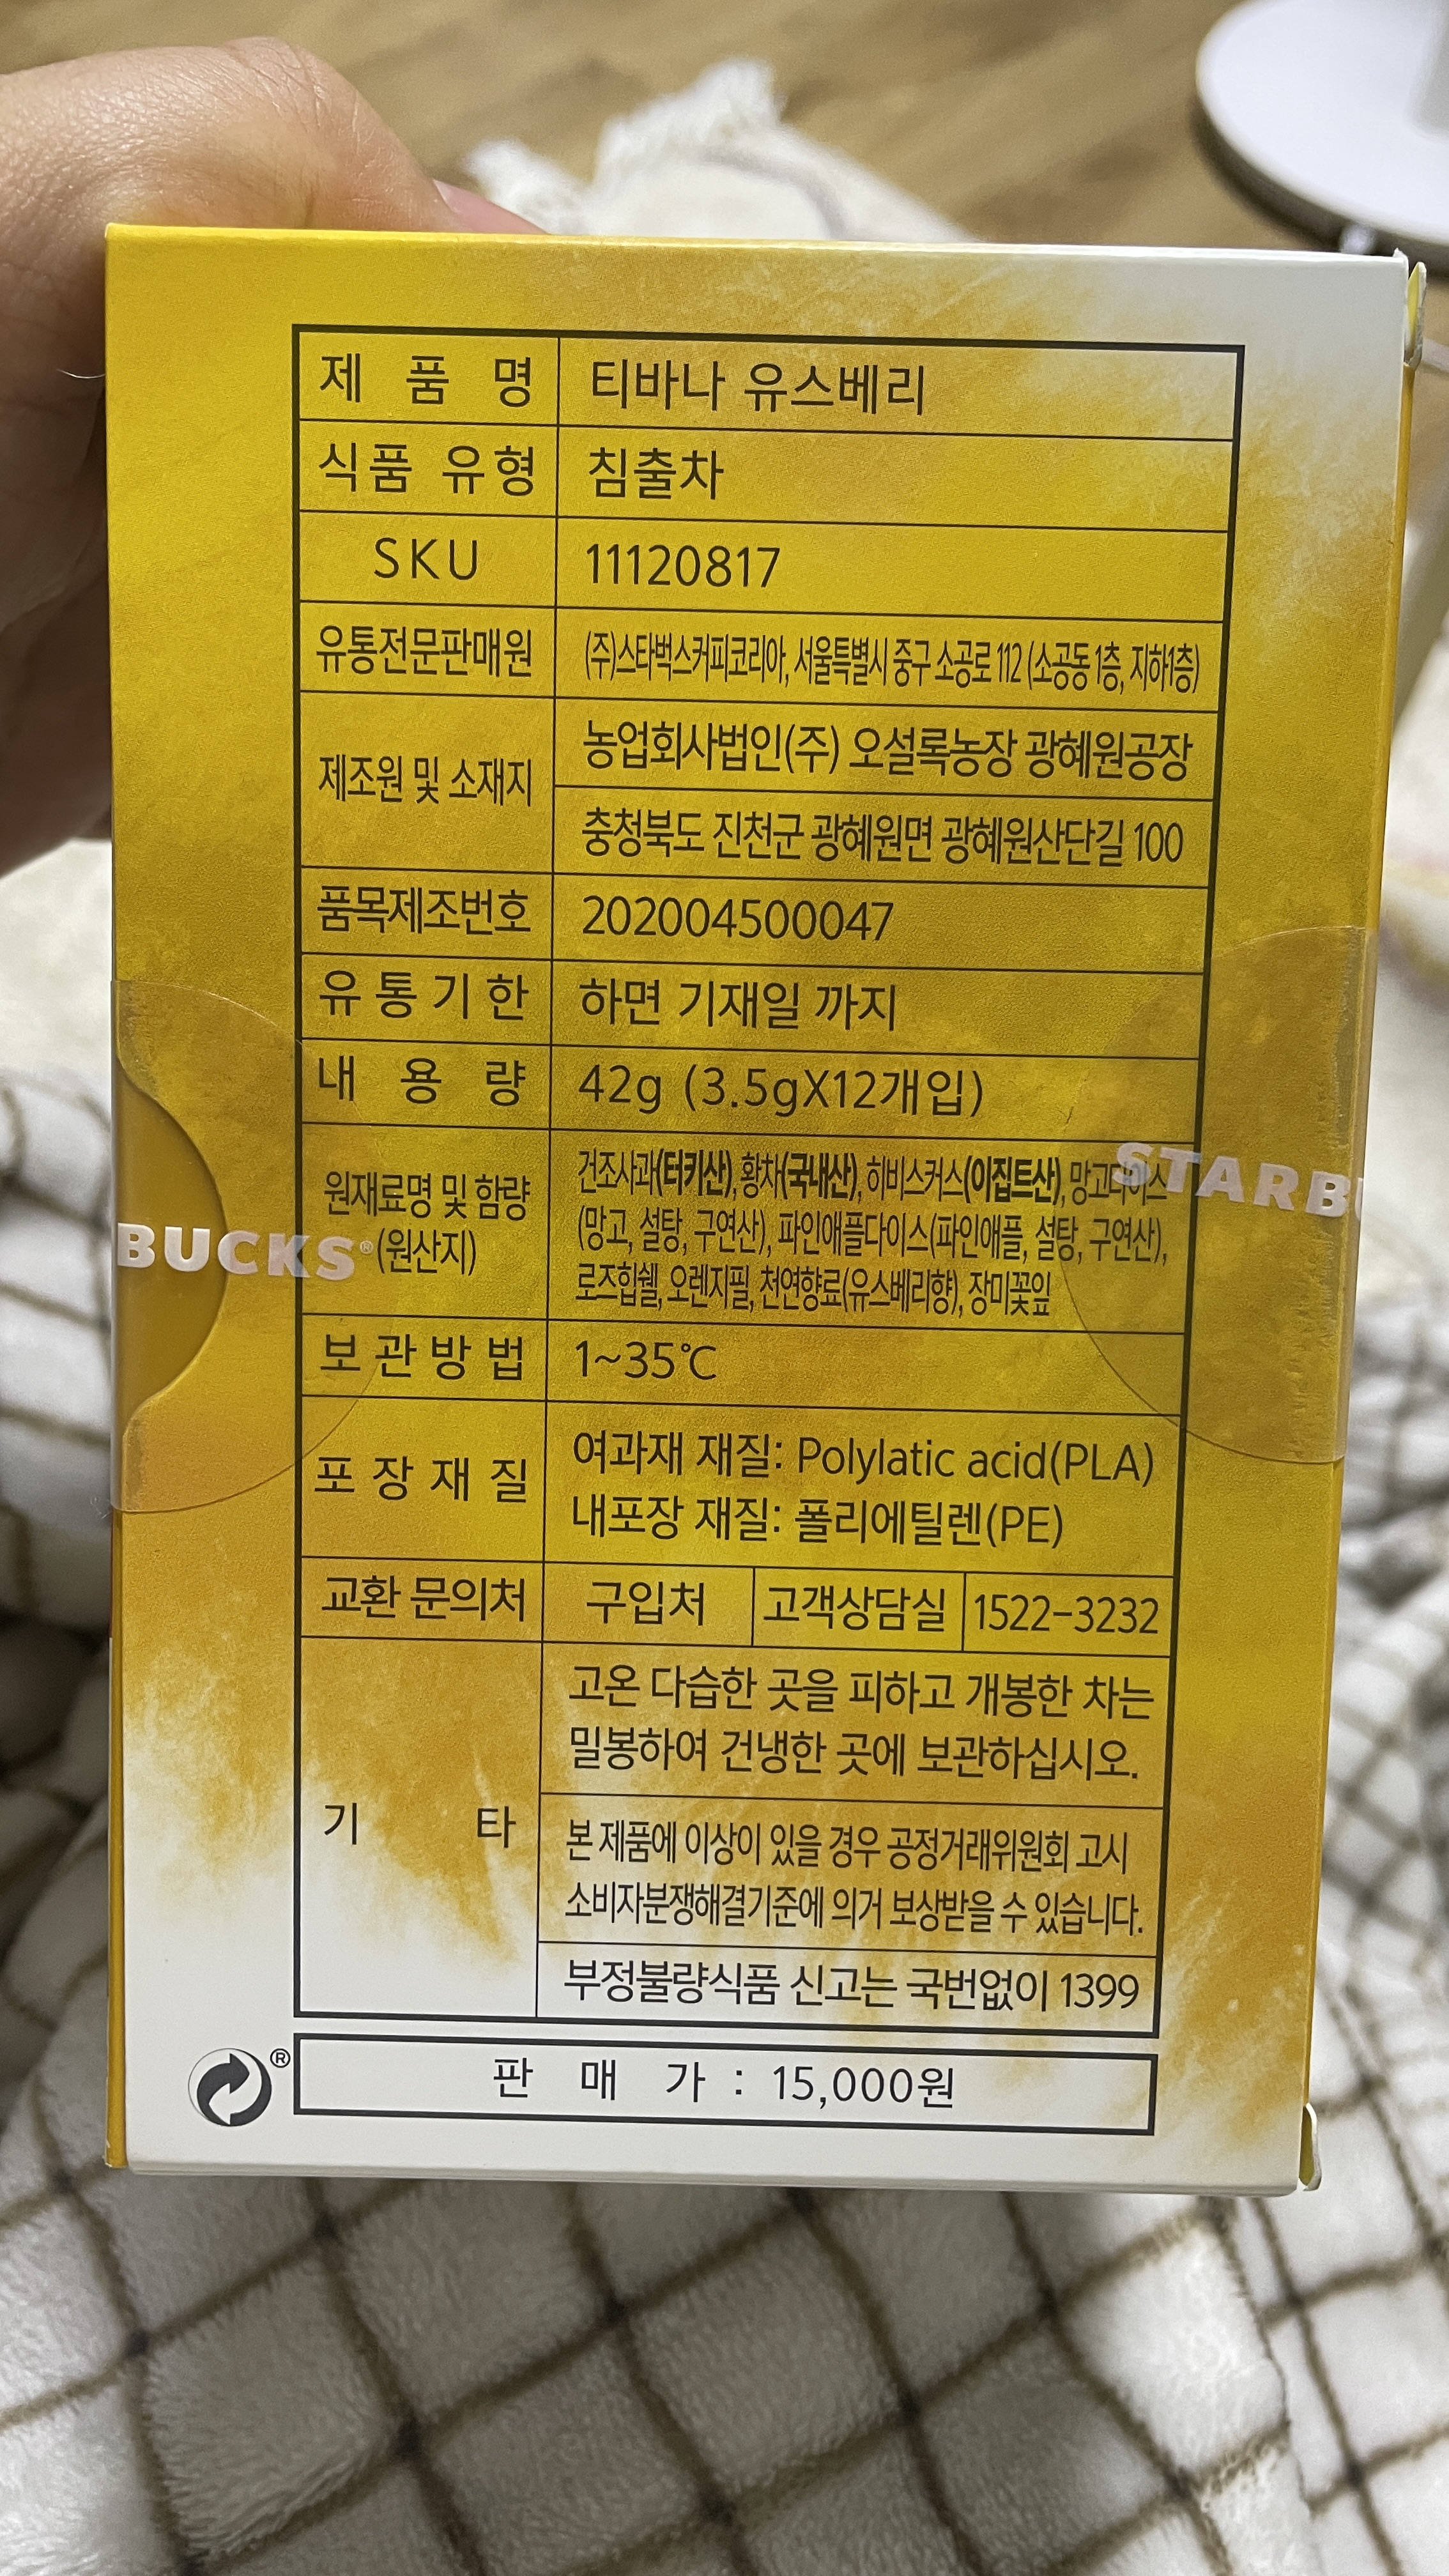 제 품 명 티바나 유스베리
식품 유형 침출차
SKU 11120817
유통전문판매원 (주)스타벅스커피코리아, 서울특별시 중구 소공로 112 (소공동 1층, 지하1층)
제조원 및 소재지 농업회사법인(주) 오설록농장 광혜원공장
충청북도 진천군 광혜원면 광혜원산단길 100
품목제조번호 202004500047
유통기한 하면 기재일 까지
내 용 량 42g (3.5gX12개입)
원재료명 및 함량
(원산지)
건조사과(터키산), 황차(국내산), 히비스커스(이집트산), 망고다이스
(망고, 설탕, 구연산), 파인애플다이스(파인애플, 설탕, 구연산),
로즈힙쉘, 오렌지필, 천연향료(유스베리향), 장미꽃잎
BUCKS®
STARB
보관방법 1~35℃
포장재질 여과재 재질: Polylatic acid(PLA)
내포장 재질: 폴리에틸렌(PE)
교환 문의처 구입처 고객상담실 1522-3232
기 타
고온 다습한 곳을 피하고 개봉한 차는
밀봉하여 건냉한 곳에 보관하십시오.
본 제품에 이상이 있을 경우 공정거래위원회 고시
소비자분쟁해결기준에 의거 보상받을 수 있습니다.
부정불량식품 신고는 국번없이 1399
®
판 매 가 : 15,000원